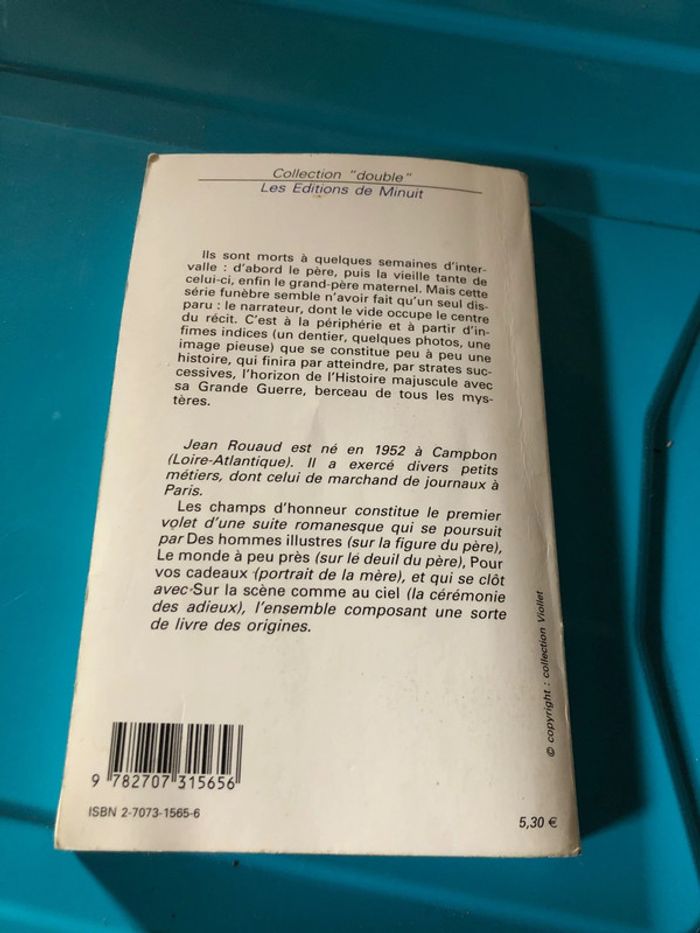 Collection "double"
Les Editions de Minuit
Ils sont morts à quelques semaines d'inter-
valle : d'abord le père, puis la vieille tante de
celui-ci, enfin le grand-père maternel. Mais cette
série funèbre semble n'avoir fait qu'un seul dis-
paru : le narrateur, dont le vide occupe le centre
du récit. C'est à la périphérie et à partir d'in-
fimes indices (un dentier, quelques photos, une
image pieuse) que se constitue peu à peu une
histoire, qui finira par atteindre, par strates suc-
cessives, l'horizon de l'Histoire majuscule avec
sa Grande Guerre, berceau de tous les mys-
tères.
Jean Rouaud est né en 1952 à Campbon
(Loire-Atlantique). Il a exercé divers petits
métiers, dont celui de marchand de journaux à
Paris.
Les champs d'honneur constitue le premier
volet d'une suite romanesque qui se poursuit
par Des hommes illustres (sur la figure du père),
Le monde à peu près (sur le deuil du père), Pour
vos cadeaux (portrait de la mère), et qui se clôt
avec Sur la scène comme au ciel (la cérémonie
des adieux), l'ensemble composant une sorte
de livre des origines.
© copyright : collection Viollet
9 782707 315656
ISBN 2-7073-1565-6
5,30 €